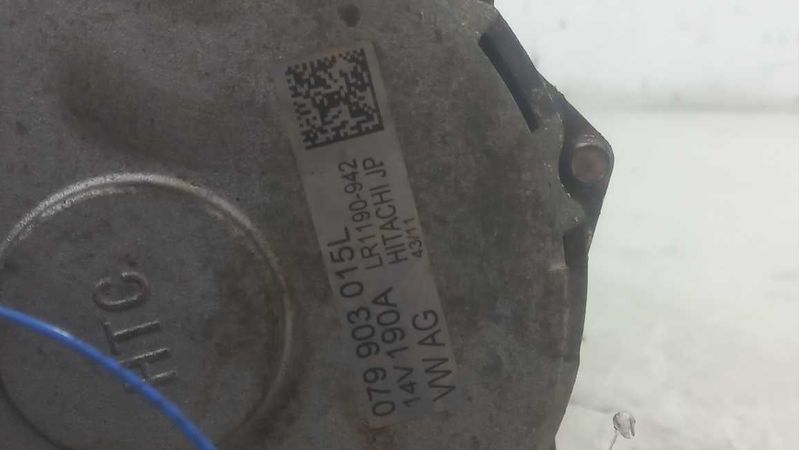 079 903 015L
14V 190A LR1190-942
HITACHI JP
VW AG 43/11
HTC.